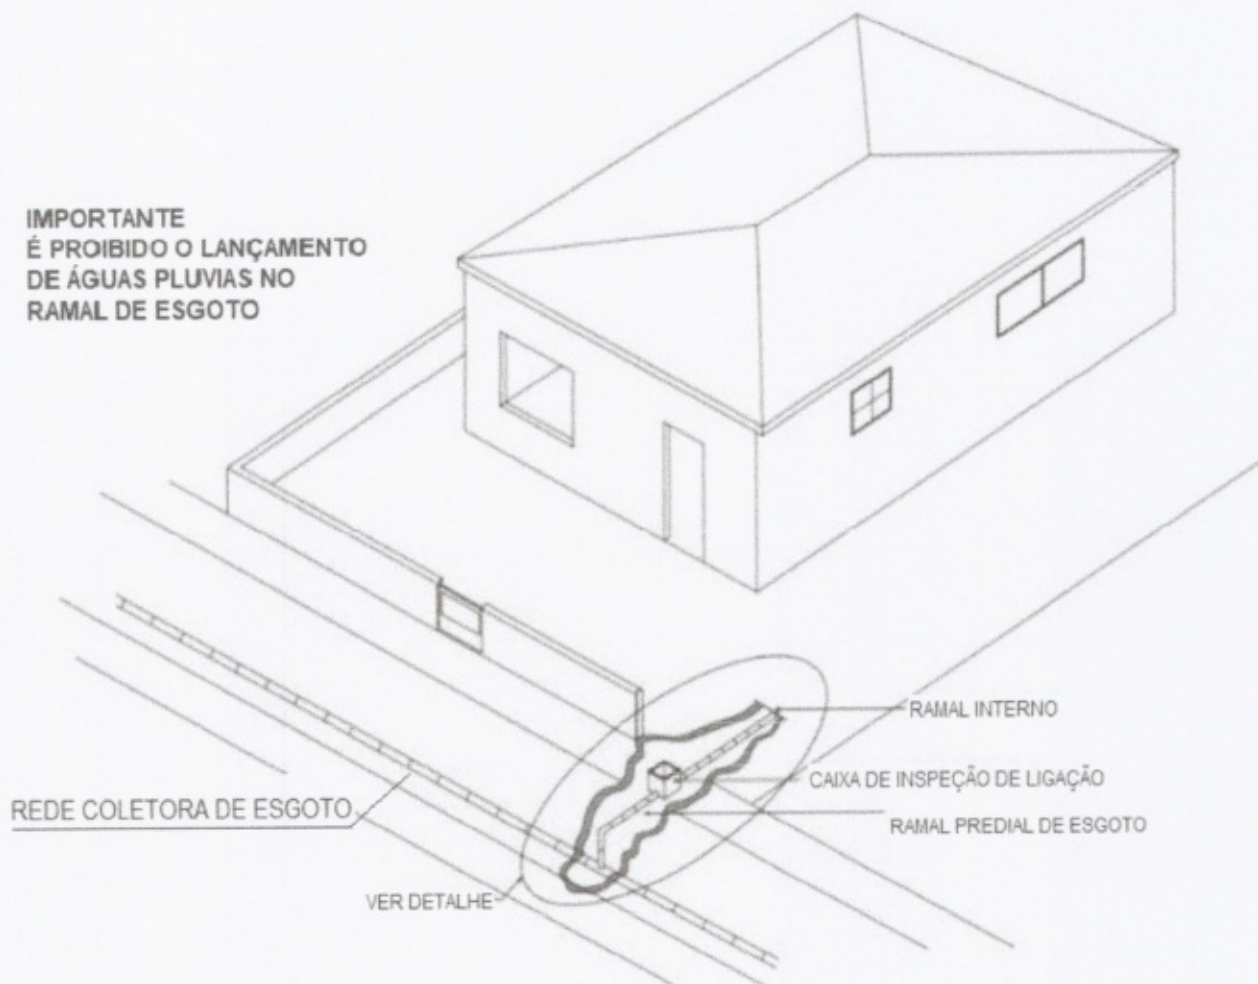 IMPORTANTE
É PROIBIDO O LANÇAMENTO
DE ÁGUAS PLUVIAS NO
RAMAL DE ESGOTO
RAMAL INTERNO
CAIXA DE INSPEÇÃO DE LIGAÇÃO
REDE COLETORA DE ESGOTO
RAMAL PREDIAL DE ESGOTO
VER DETALHE